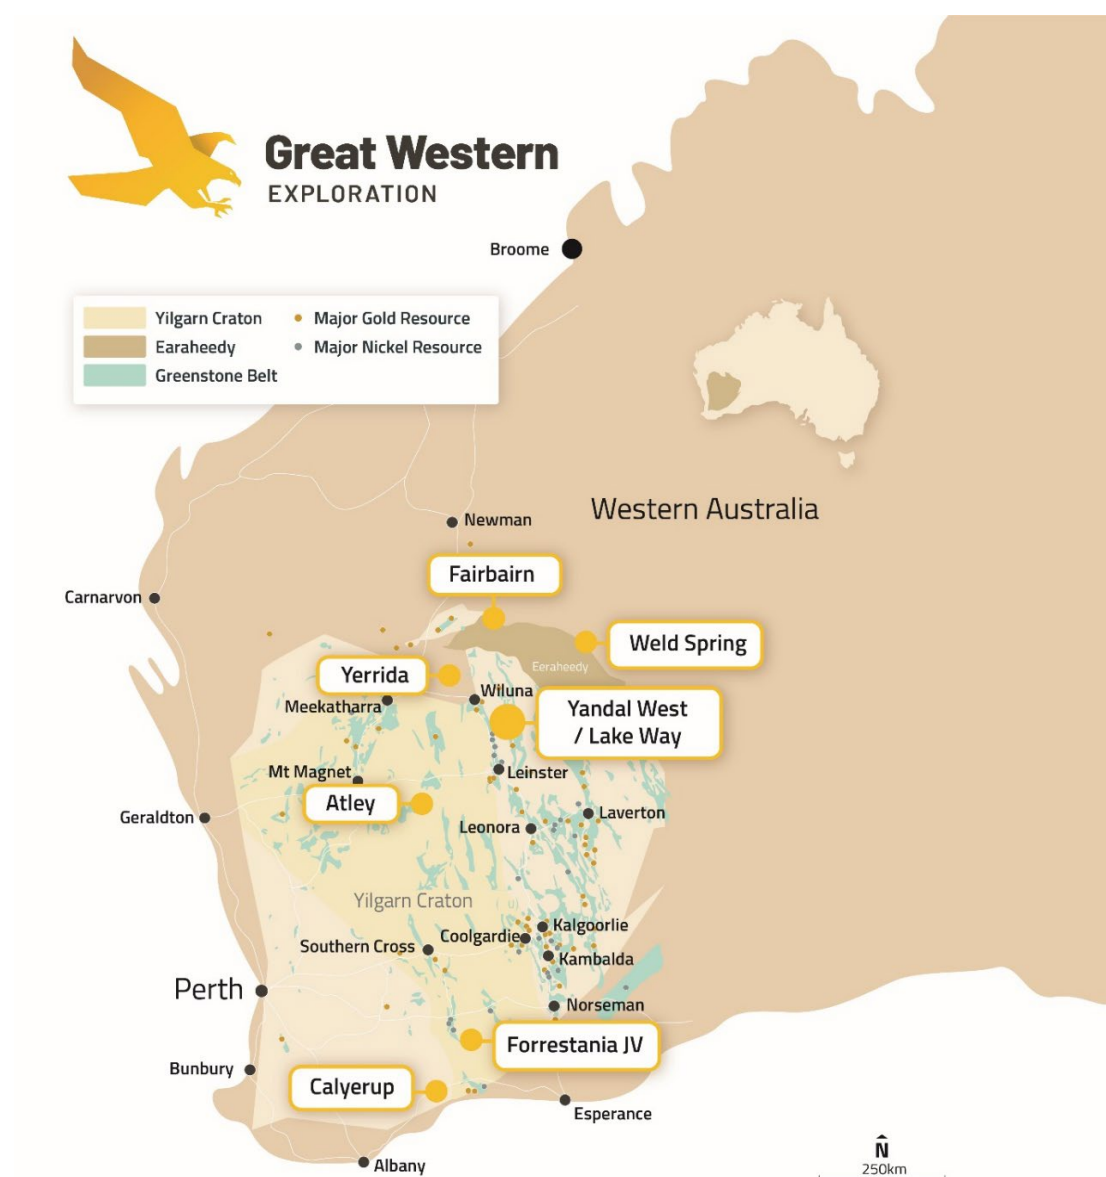 Great Western
EXPLORATION
Broome
Yilgarn Craton
Major Gold Resource
Earaheedy
Major Nickel Resource
Greenstone Belt
Western Australia
Newman
Fairbairn
Carnarvon
Weld Spring
Eeraheedy
Yerrida
Wiluna
Meekatharra
Yandal West
/ Lake Way
Mt Magnet
Leinster
Atley
Geraldton
Laverton
Leonora
Yilgarn Craton
Kalgoorlie
Coolgardie
Southern Cross
Kambalda
Perth
Norseman
Forrestania JV
Bunbury
Calyerup
Esperance
Albany
N
250km